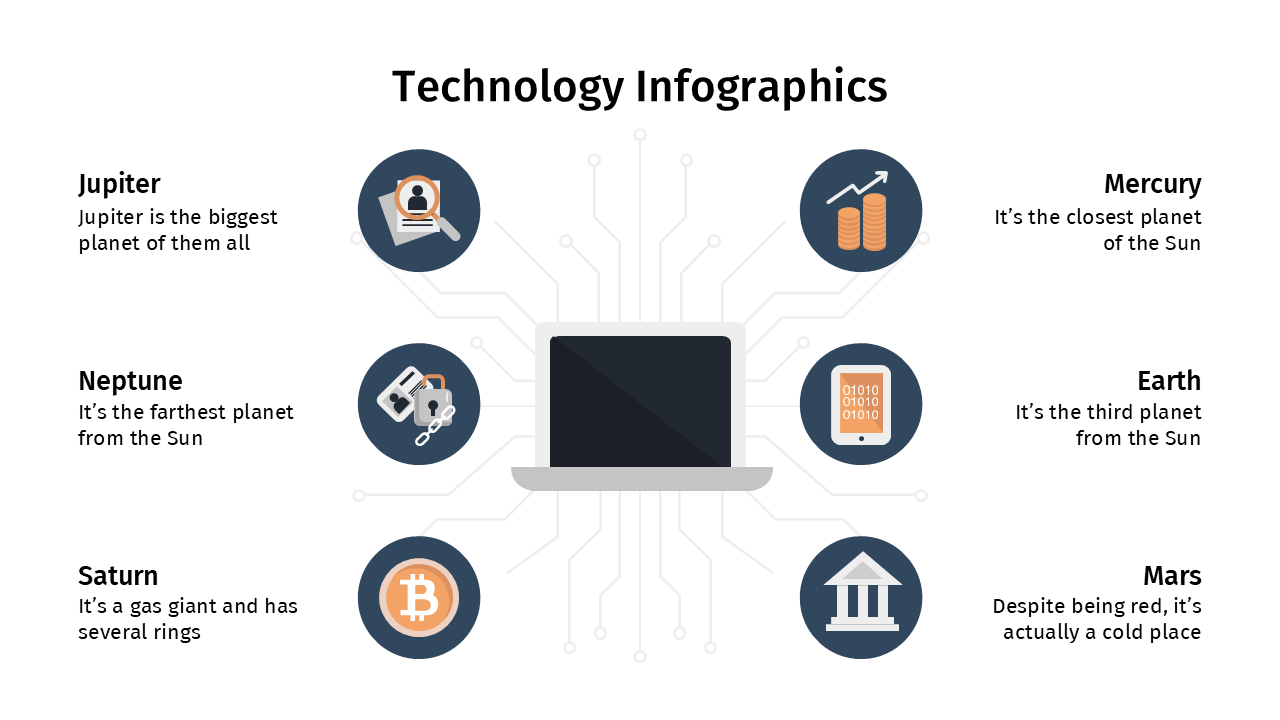 Technology Infographics
Jupiter
Jupiter is the biggest
planet of them all
Neptune
It’s the farthest planet
from the Sun
Saturn
It’s a gas giant and has
several rings
Mercury
It’s the closest planet
of the Sun
Earth
It’s the third planet
from the Sun
01010
01010
01010
Mars
Despite being red, it’s
actually a cold place